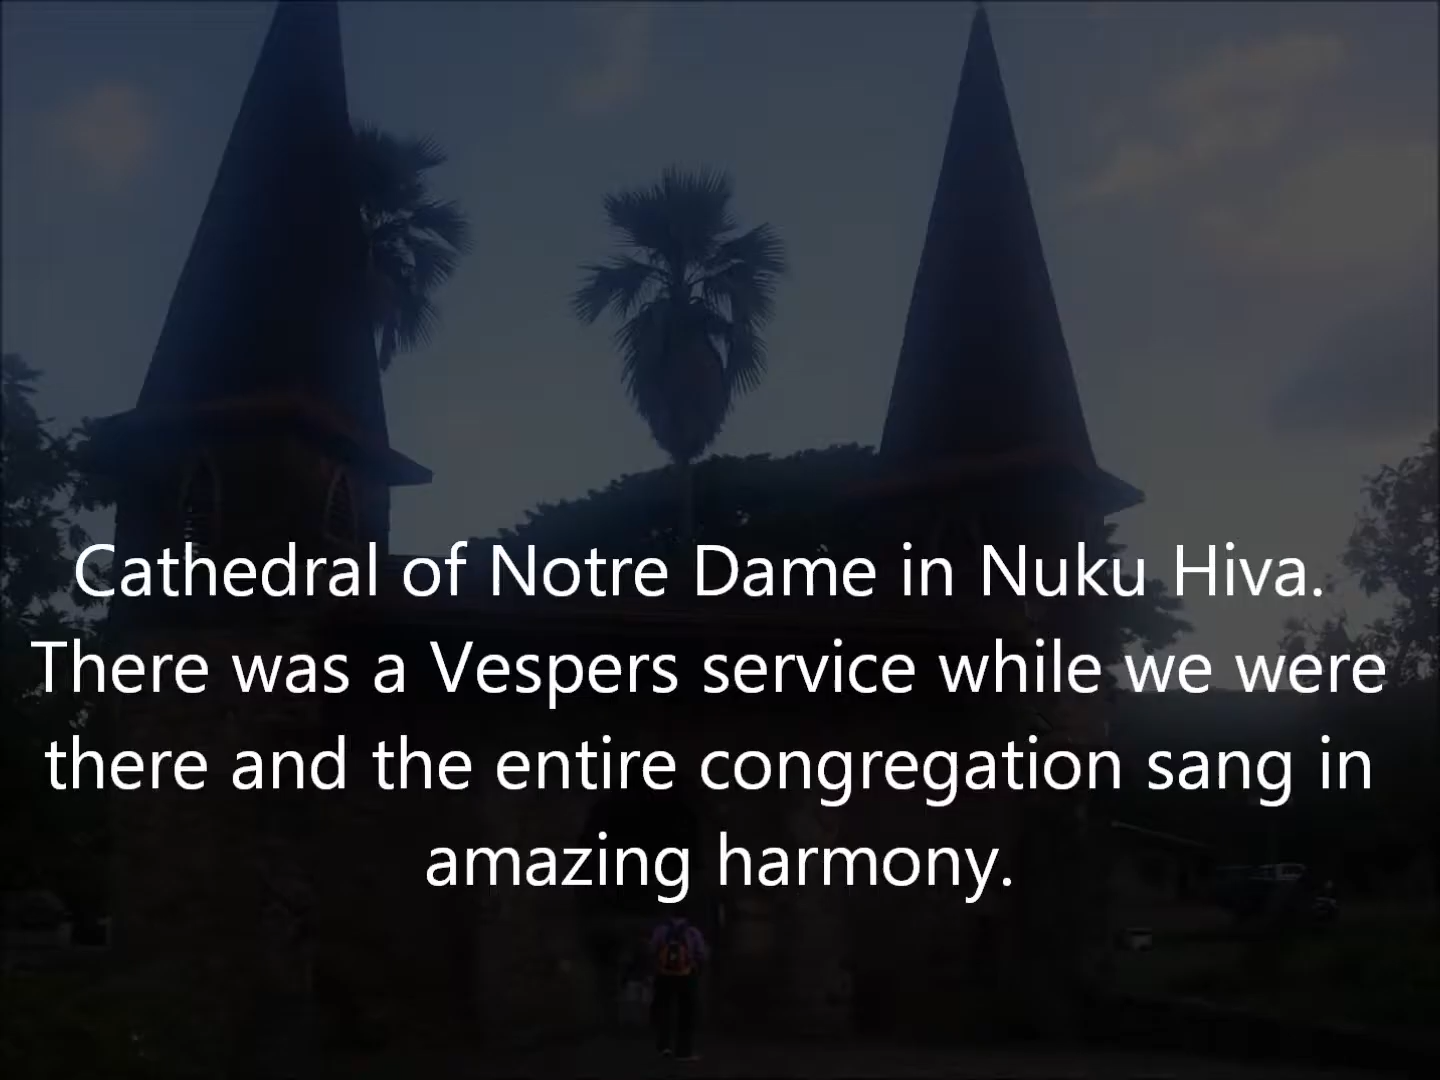 Cathedral of Notre Dame in Nuku Hiva.
There was a Vespers service while we were
there and the entire congregation sang in
amazing harmony.